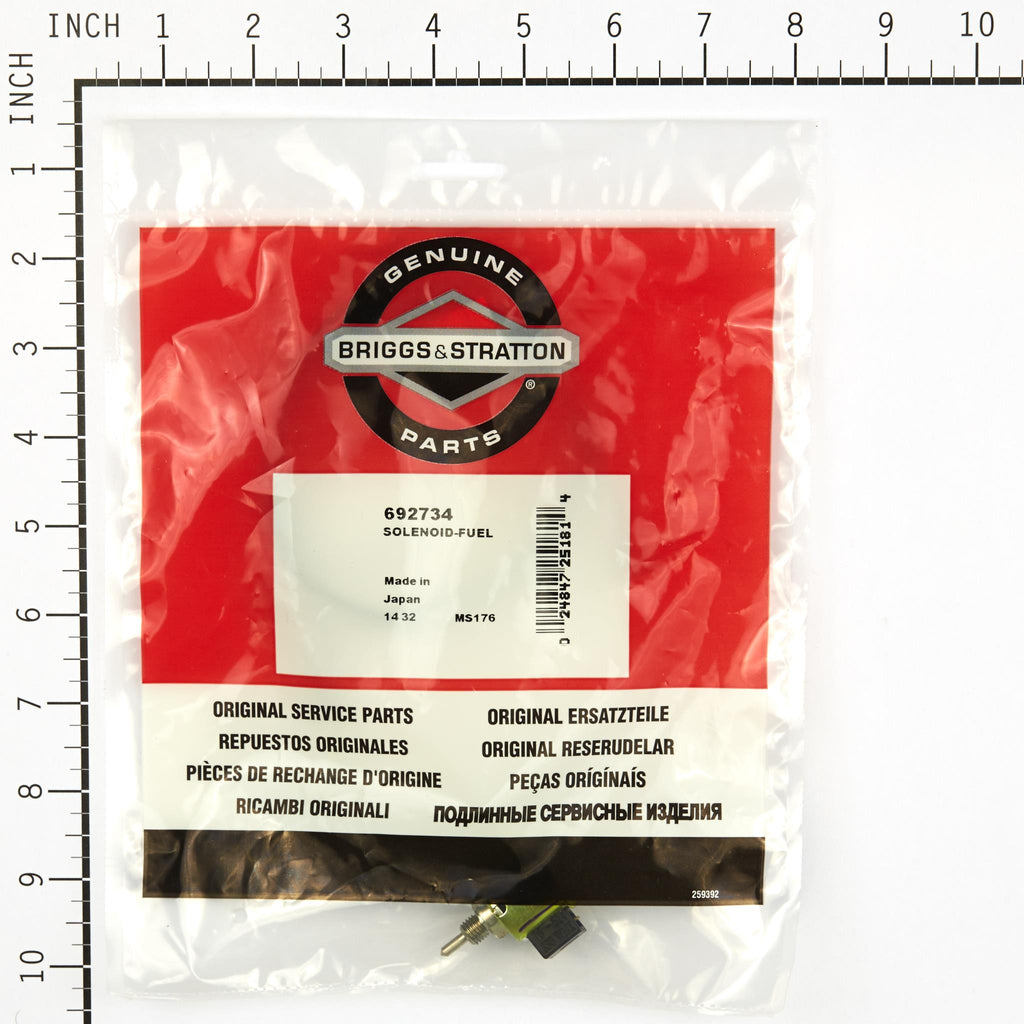 INCH 1 2 3 4 5 6 7 8 9 10
INCH 1 2 3 4 5 6 7 8 9 10
GENUINE
BRIGGS & STRATTON
®
PARTS
692734
SOLENOID-FUEL
Made in
Japan
14 32 MS176
0 24847 25181 4
ORIGINAL SERVICE PARTS
REPUESTOS ORIGINALES
PIÈCES DE RECHANGE D'ORIGINE
RICAMBI ORIGINALI
ORIGINAL ERSATZTEILE
ORIGINAL RESERUDELAR
PEÇAS ORÍGÍNAÍS
ПОДЛИННЫЕ СЕРВИСНЫЕ ИЗДЕЛИЯ
259392